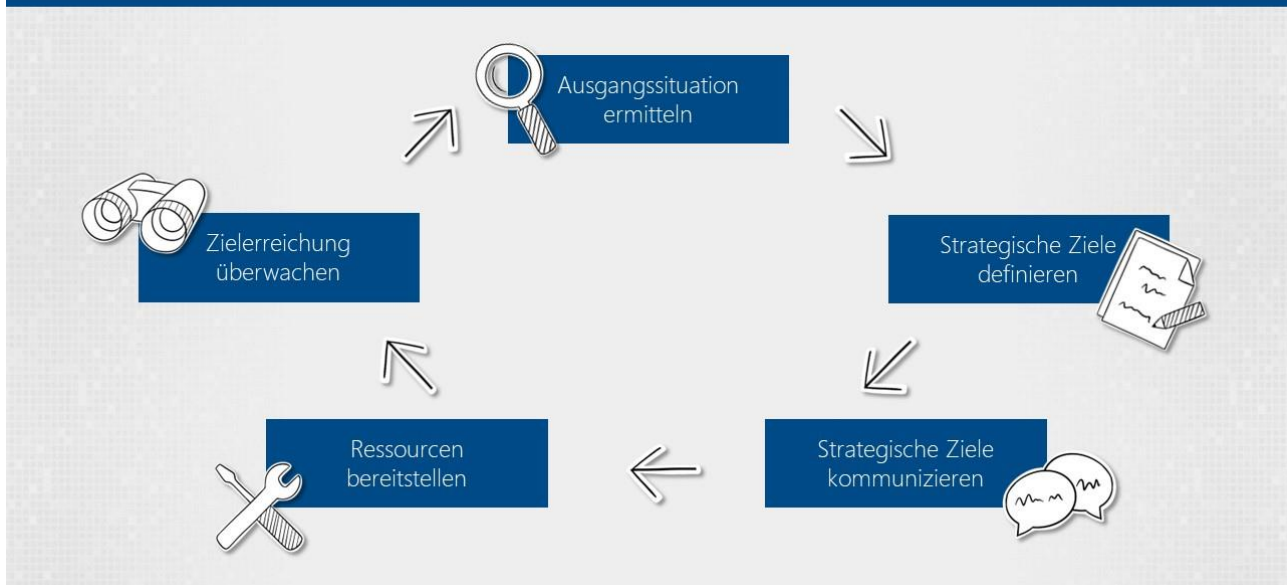 Ausgangssituation
ermitteln
Strategische Ziele
definieren
Strategische Ziele
kommunizieren
Ressourcen
bereitstellen
Zielerreichung
überwachen